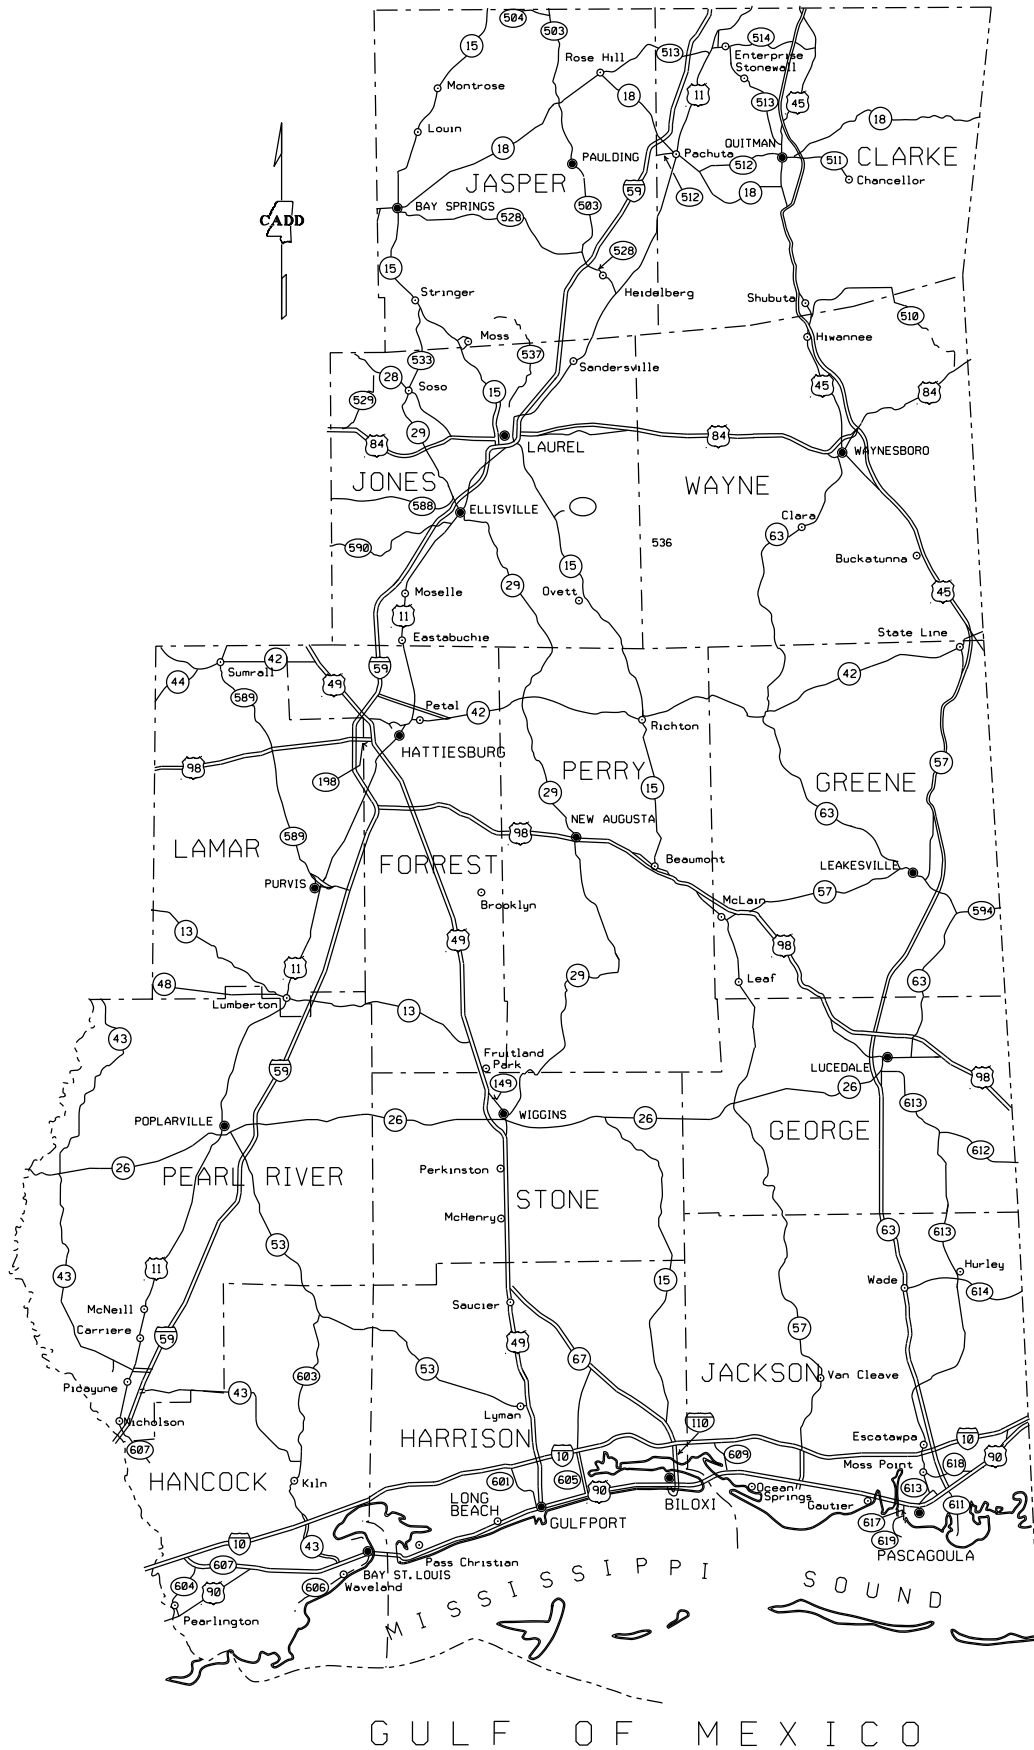 504
503
15
Rose Hill
513
514
Enterprise
Stonewall
Montrose
18
11
513
45
Louin
18
18
QUITMAN
CLARKE
PAULDING
Pachuta
512
511
Chancellor
JASPER
59
512
18
CADD
BAY SPRINGS
528
503
528
15
Stringer
Heidelberg
Shubuta
510
Moss
537
Hiwannee
533
Sandersville
28
Soso
15
45
84
529
29
84
LAUREL
84
WAYNESBORO
JONES
WAYNE
588
ELLISVILLE
Clara
63
590
536
Buckatunna
15
29
Ovett
45
Moselle
11
Eastabuchie
State Line
42
Sumrall
59
44
49
42
589
Petal
42
Richton
HATTIESBURG
57
98
198
PERRY
GREENE
29
15
63
589
NEW AUGUSTA
98
LAMAR
FORREST
Beaumont
LEAKESVILLE
PURVIS
57
Brooklyn
McLain
594
13
49
98
11
29
48
Lumberton
Leaf
63
13
43
Fruitland
Park
59
149
LUCEDALE
98
26
613
POPLARVILLE
26
WIGGINS
26
GEORGE
612
26
Perkinston
PEARL RIVER
STONE
McHenry
63
613
53
11
43
Hurley
15
Wade
614
McNeill
Saucier
Carriere
59
49
57
67
603
53
JACKSON
Van Cleave
Picayune
43
Lyman
Nicholson
110
HARRISON
Escatawpa
10
607
10
609
90
HANCOCK
Kiln
601
605
90
Moss Point
618
LONG
BEACH
BILOXI
Ocean
Springs
613
Gautier
611
GULFPORT
617
10
43
619
607
Pass Christian
PASCAGOULA
BAY ST. LOUIS
604
90
606
Waveland
Pearlington
MISSISSIPPI SOUND
GULF OF MEXICO